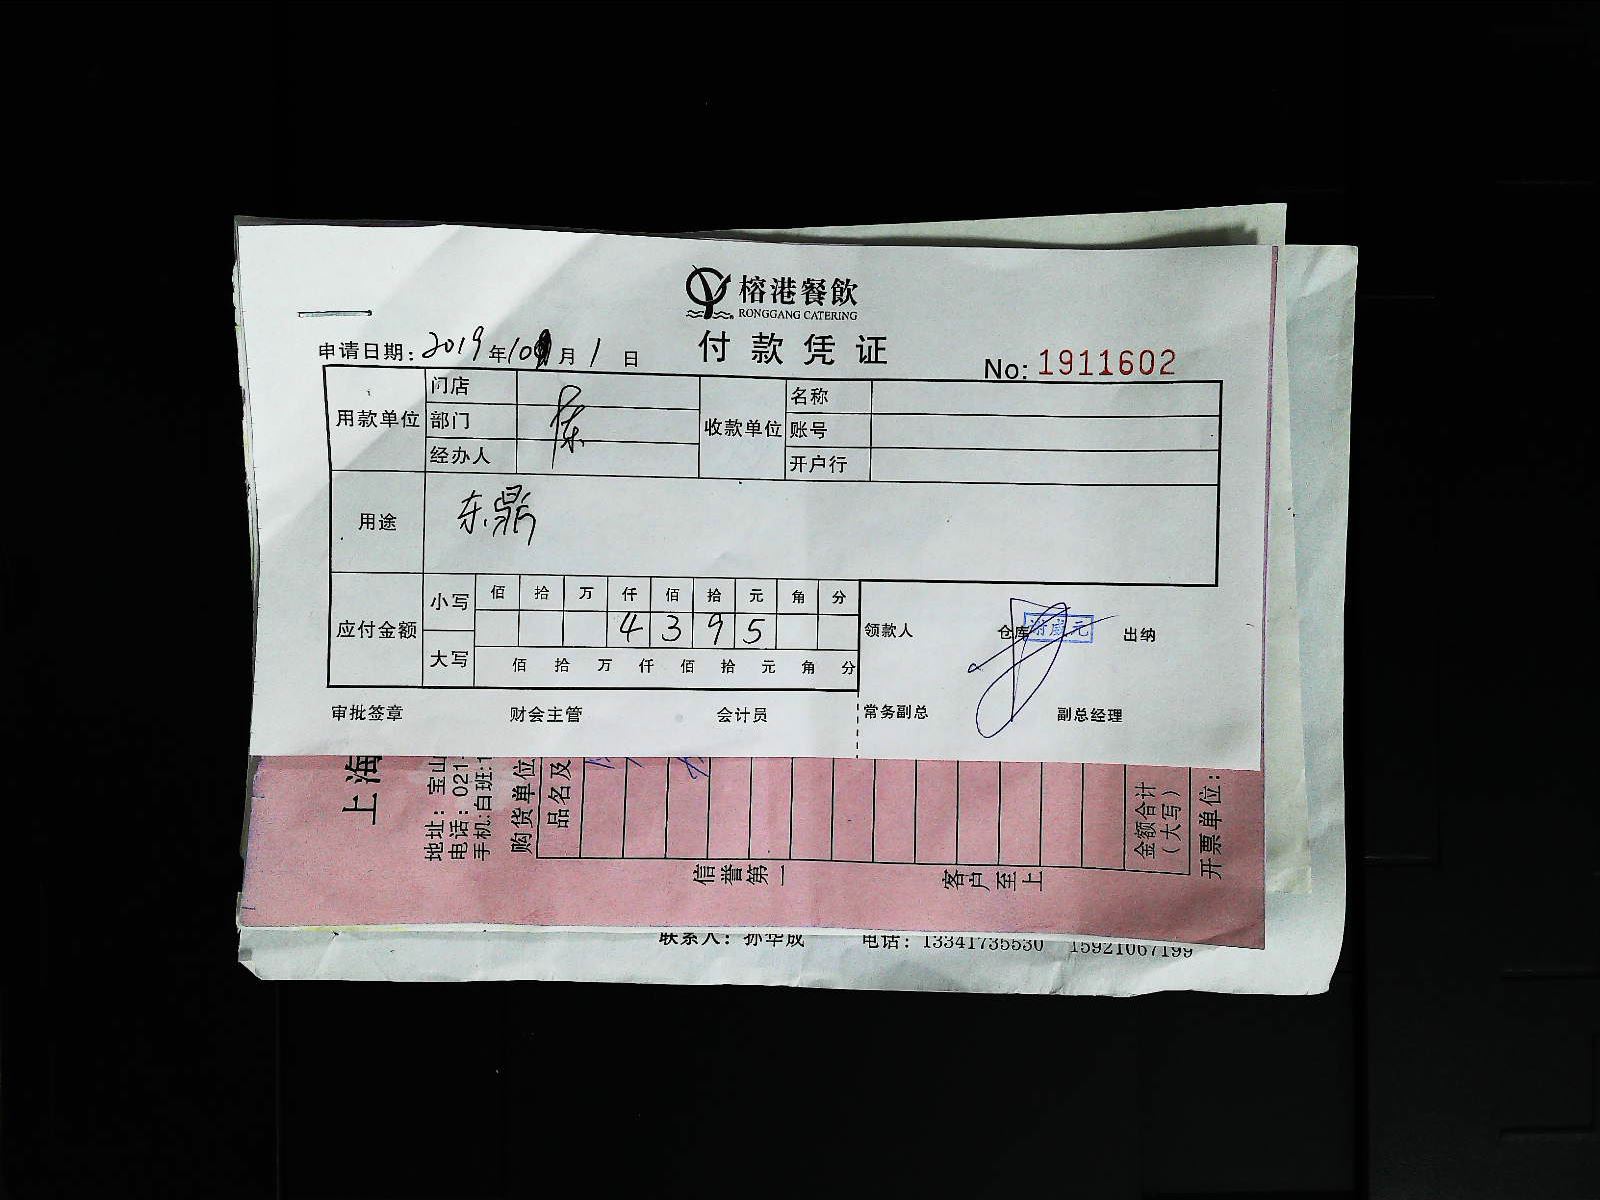 榕港餐飲
RONGGANG CATERING
付款凭证
申请日期: 2019年10月1日
No: 1911602
用款单位 门店 收款单位 名称
部门 账号
经办人 开户行
用途 东鼎
应付金额 小写 佰 拾 万 仟 佰 拾 元 角 分
4 3 9 5
大写 佰 拾 万 仟 佰 拾 元 角 分
领款人 仓库 出纳
审批签章 财会主管 会计员 常务副总 副总经理
上海
地址: 宝山
电话: 021
手机:白班:1
购货单位
品名及
金额合计
(大写)
开票单位:
信誉第一 客户至上
联系人: 孙华成 电话: 13341735530 15921067199